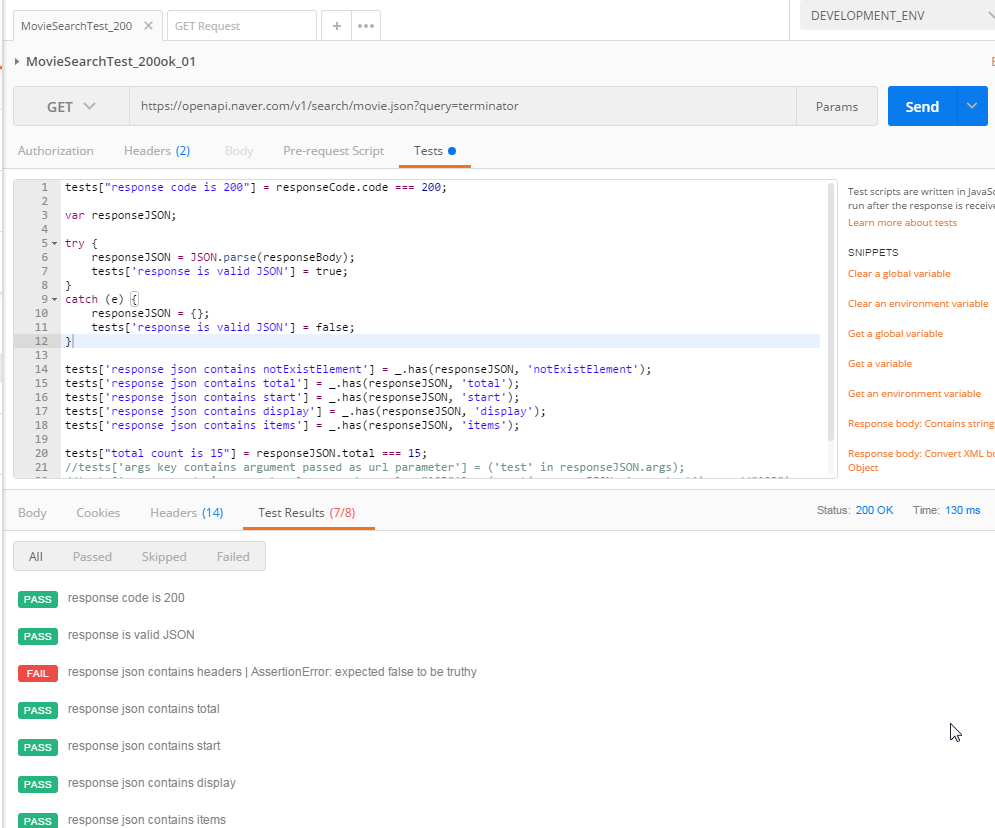 MovieSearchTest_200 ×
GET Request
+
•••
DEVELOPMENT_ENV
MovieSearchTest_200ok_01
GET
https://openapi.naver.com/v1/search/movie.json?query=terminator
Params
Send
Authorization
Headers (2)
Body
Pre-request Script
Tests
1 tests["response code is 200"] = responseCode.code === 200;
2
3 var responseJSON;
4
5 try {
6 responseJSON = JSON.parse(responseBody);
7 tests['response is valid JSON'] = true;
8 }
9 catch (e) {
10 responseJSON = {};
11 tests['response is valid JSON'] = false;
12 }
13
14 tests['response json contains notExistElement'] = _.has(responseJSON, 'notExistElement');
15 tests['response json contains total'] = _.has(responseJSON, 'total');
16 tests['response json contains start'] = _.has(responseJSON, 'start');
17 tests['response json contains display'] = _.has(responseJSON, 'display');
18 tests['response json contains items'] = _.has(responseJSON, 'items');
19
20 tests["total count is 15"] = responseJSON.total === 15;
21 //tests['args key contains argument passed as url parameter'] = ('test' in responseJSON.args);
Test scripts are written in JavaSc
run after the response is receive
Learn more about tests
SNIPPETS
Clear a global variable
Clear an environment variable
Get a global variable
Get a variable
Get an environment variable
Response body: Contains string
Response body: Convert XML bo
Object
Body
Cookies
Headers (14)
Test Results (7/8)
Status: 200 OK
Time: 130 ms
All
Passed
Skipped
Failed
PASS response code is 200
PASS response is valid JSON
FAIL response json contains headers | AssertionError: expected false to be truthy
PASS response json contains total
PASS response json contains start
PASS response json contains display
PASS response json contains items